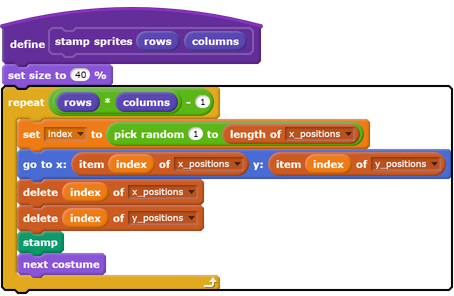 define stamp sprites rows columns
set size to 40 %
repeat rows * columns - 1
set index to pick random 1 to length of x_positions
go to x: item index of x_positions y: item index of y_positions
delete index of x_positions
delete index of y_positions
stamp
next costume